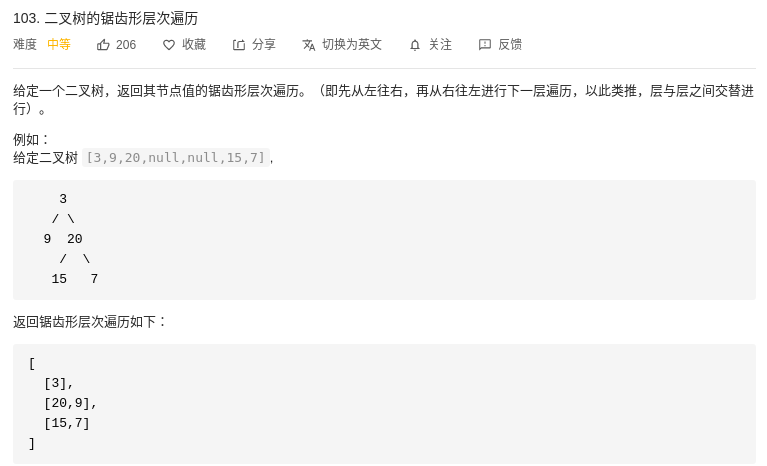 103. 二叉树的锯齿形层次遍历
难度 中等 206 收藏 分享 切换为英文 关注 反馈
给定一个二叉树，返回其节点值的锯齿形层次遍历。（即先从左往右，再从右往左进行下一层遍历，以此类推，层与层之间交替进
行）。
例如：
给定二叉树 [3,9,20,null,null,15,7],
    3
   / \
  9  20
    /  \
   15   7
返回锯齿形层次遍历如下：
[
  [3],
  [20,9],
  [15,7]
]